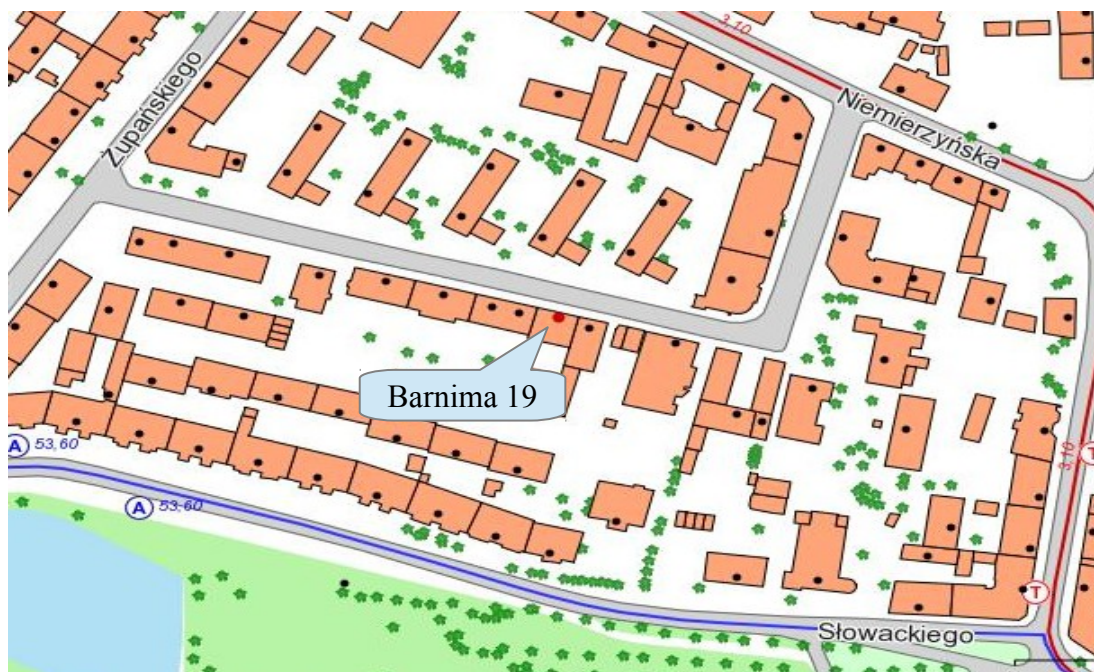 3,10
Niemierzyńska
Żupańskiego
Barnima 19
A 53,60
A 53,60
3,10
T
T
Słowackiego